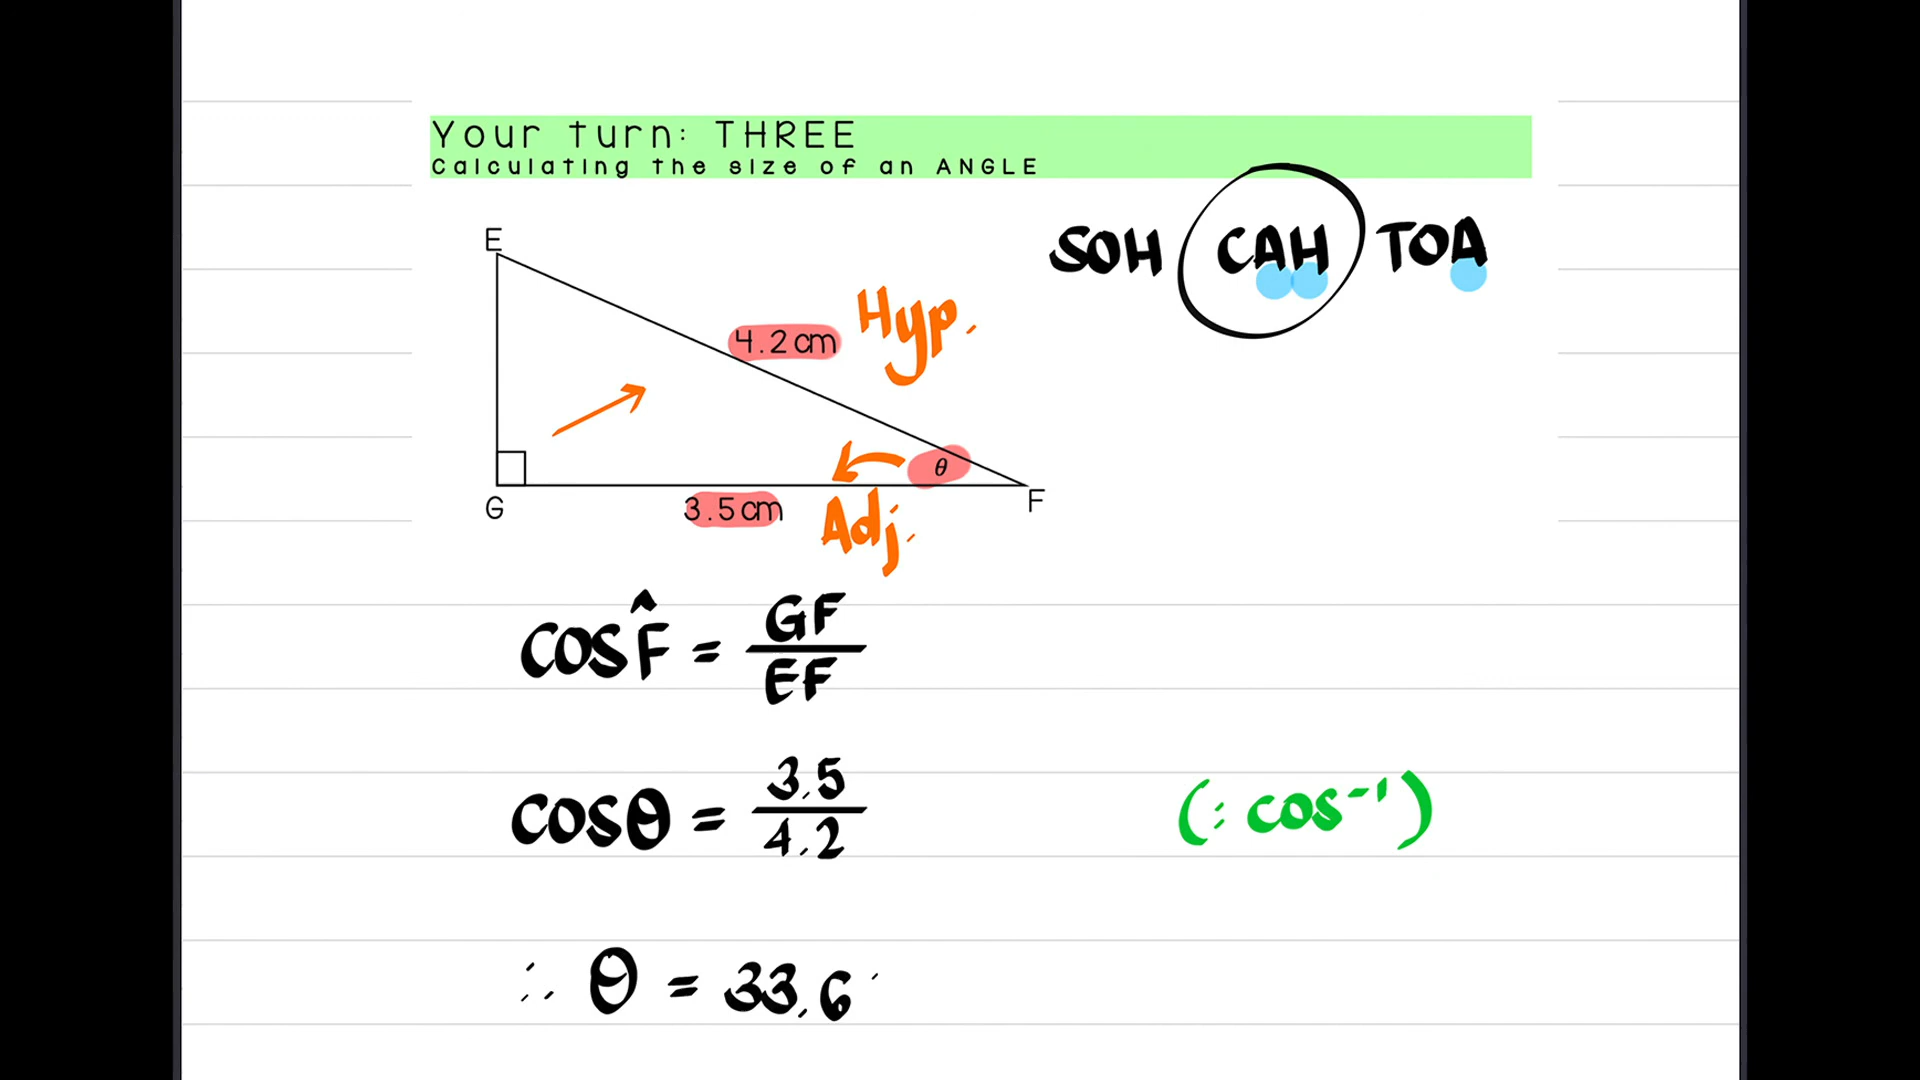 Your turn: THREE
Calculating the size of an ANGLE
SOH CAH TOA
E
4.2cm
Hyp.
θ
G
3.5cm
Adj.
F
cos F̂ = GF/EF
cosθ = 3,5/4,2
(÷ cos⁻¹)
∴ θ = 33,6